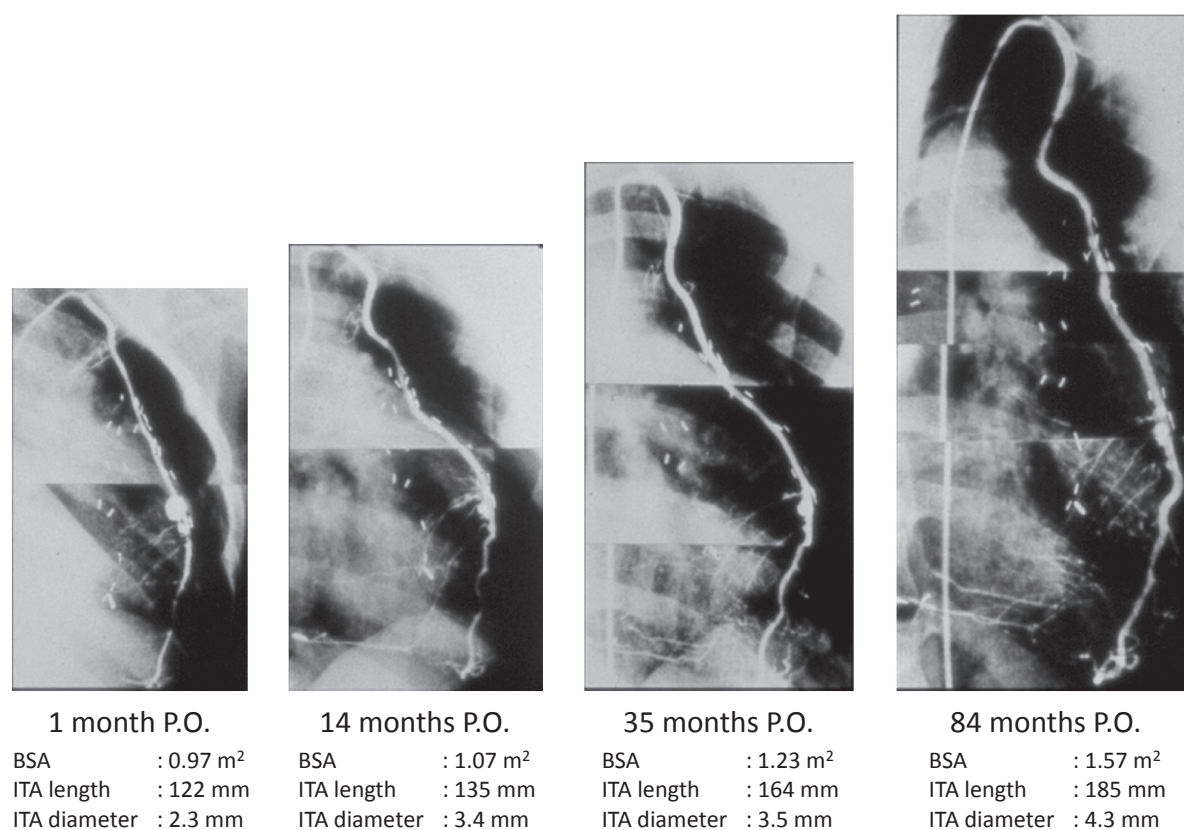 1 month P.O.
BSA : 0.97 m²
ITA length : 122 mm
ITA diameter : 2.3 mm
14 months P.O.
BSA : 1.07 m²
ITA length : 135 mm
ITA diameter : 3.4 mm
35 months P.O.
BSA : 1.23 m²
ITA length : 164 mm
ITA diameter : 3.5 mm
84 months P.O.
BSA : 1.57 m²
ITA length : 185 mm
ITA diameter : 4.3 mm